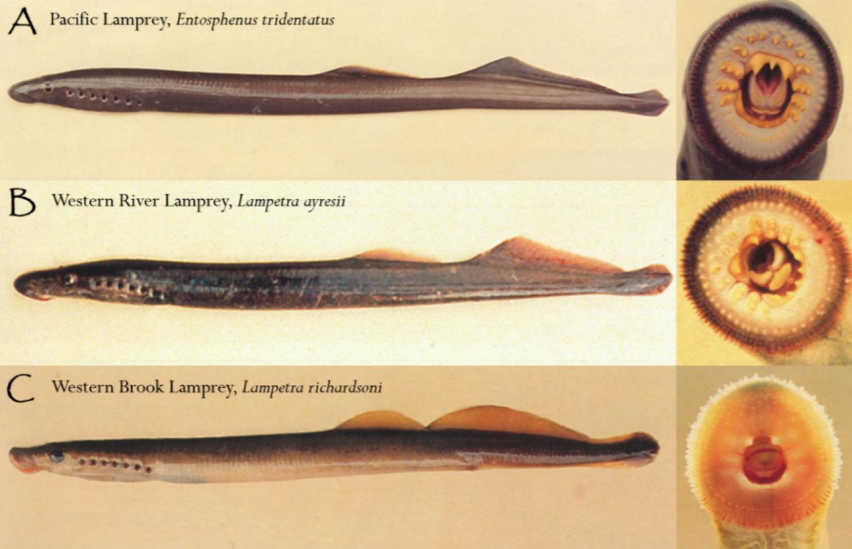 A Pacific Lamprey, Entosphenus tridentatus
B Western River Lamprey, Lampetra ayresii
C Western Brook Lamprey, Lampetra richardsoni